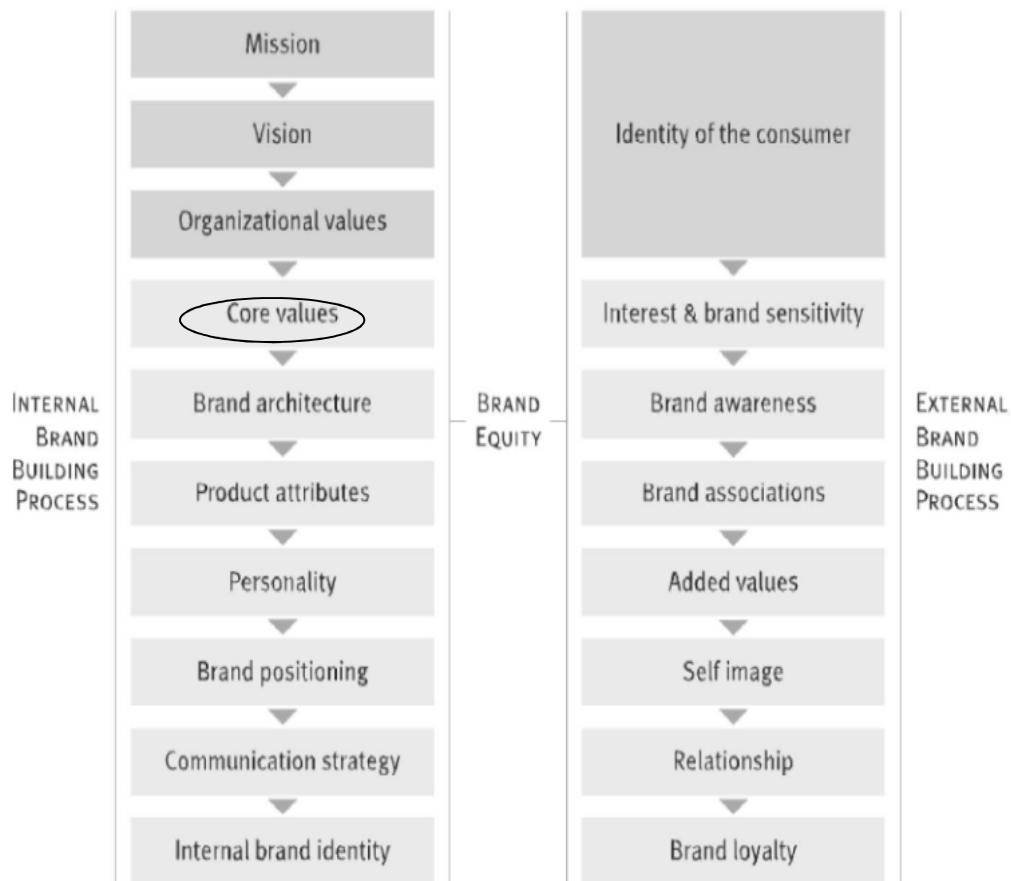 Mission
Vision
Organizational values
Core values
Brand architecture
Product attributes
Personality
Brand positioning
Communication strategy
Internal brand identity
INTERNAL
BRAND
BUILDING
PROCESS
BRAND
EQUITY
Identity of the consumer
Interest & brand sensitivity
Brand awareness
Brand associations
Added values
Self image
Relationship
Brand loyalty
EXTERNAL
BRAND
BUILDING
PROCESS